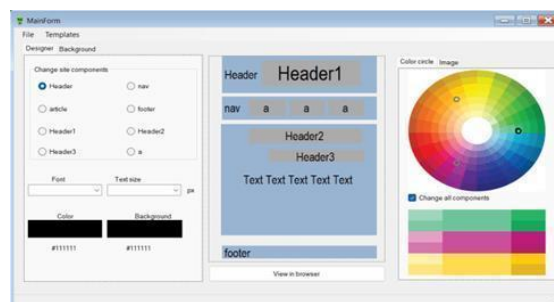 MainForm
File Templates
Designer Background
Change site components
Header nav
article footer
Header1 Header2
Header3 a
Font Text size
px
Color Background
#111111 #111111
Header Header1
nav a a a
Header2
Header3
Text Text Text Text Text
footer
View in browser
Color circle Image
Change all components